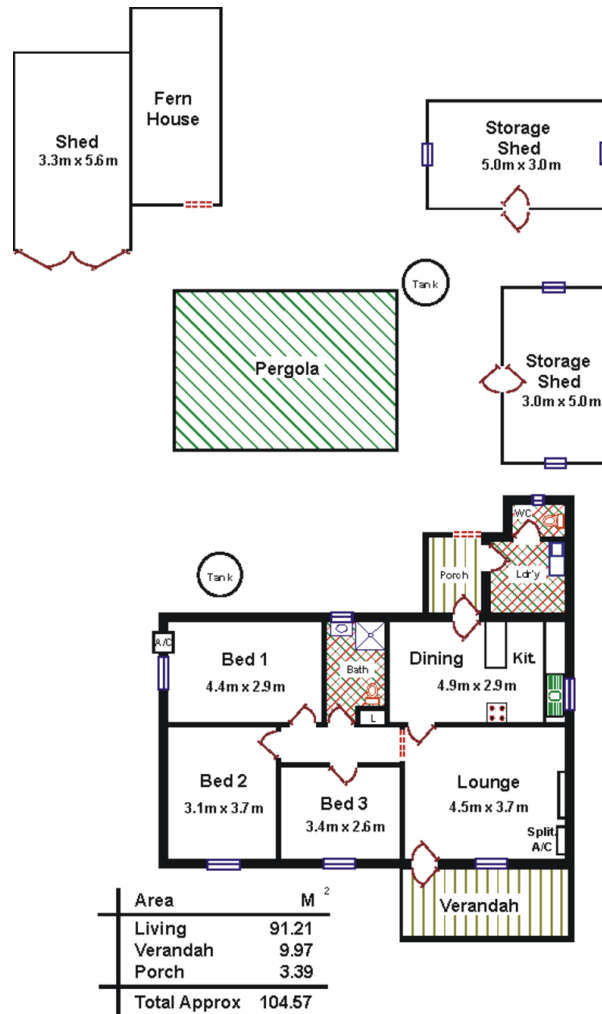 Fern
House
Shed
3.3m x 5.6m
Storage
Shed
5.0m x 3.0m
Tank
Pergola
Storage
Shed
3.0m x 5.0m
WC
Tank
Porch
Ldr'y
A/C
Bed 1
4.4m x 2.9m
Bath
Dining
Kit.
4.9m x 2.9m
L
Bed 2
3.1m x 3.7m
Bed 3
3.4m x 2.6m
Lounge
4.5m x 3.7m
Split
A/C
Verandah
Area M 2
Living 91.21
Verandah 9.97
Porch 3.39
Total Approx 104.57